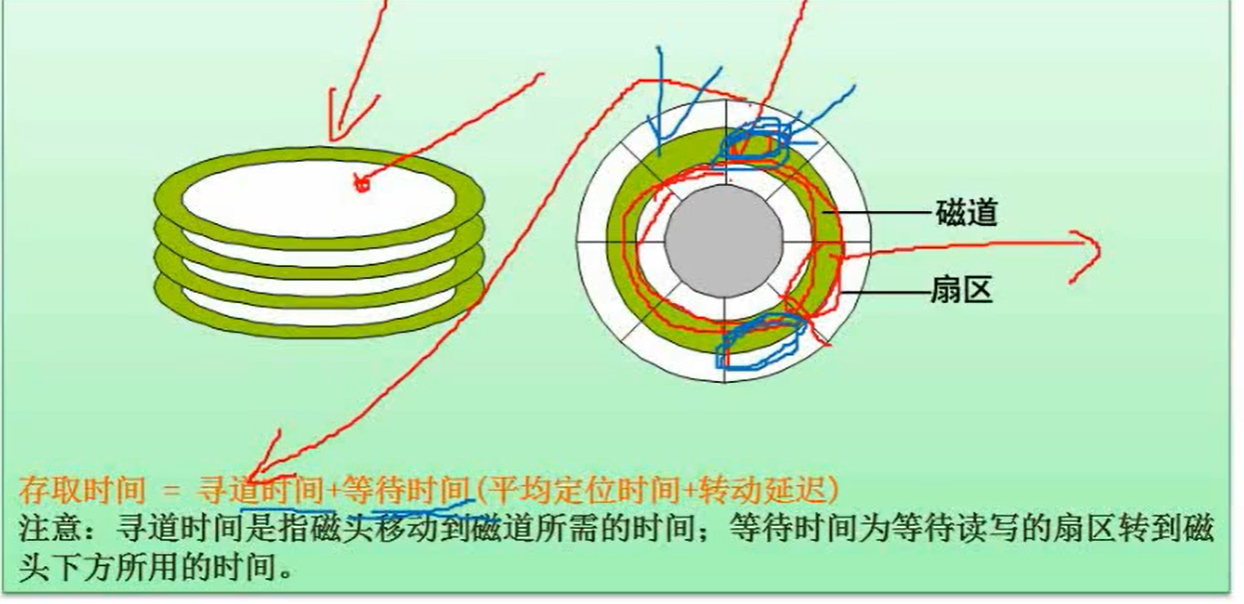 磁道
扇区
存取时间 = 寻道时间+等待时间(平均定位时间+转动延迟)
注意：寻道时间是指磁头移动到磁道所需的时间；等待时间为等待读写的扇区转到磁
头下方所用的时间。